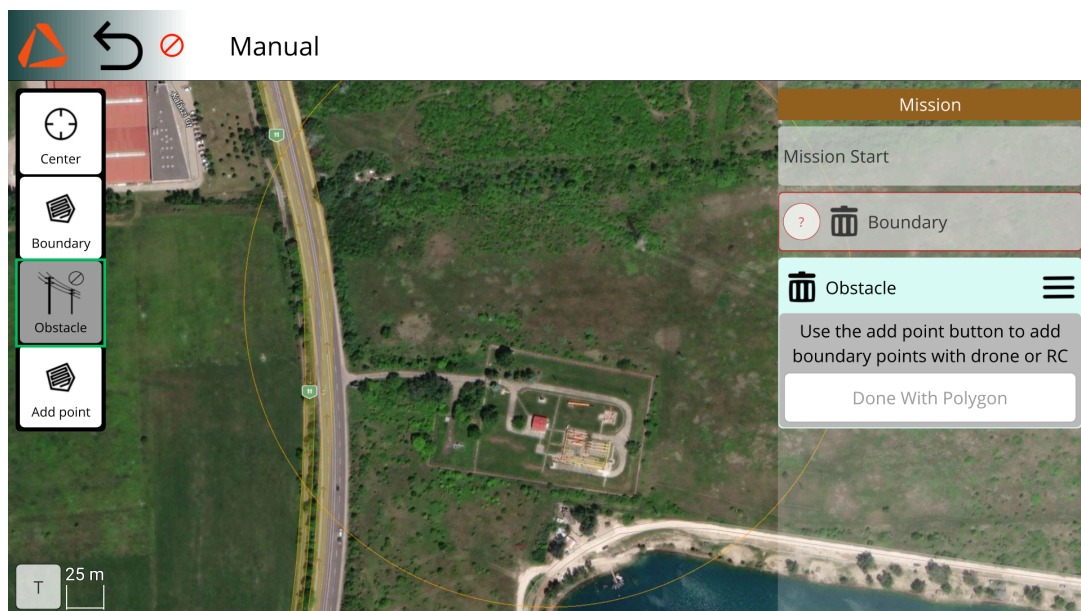 Manual
Center
Boundary
Obstacle
Add point
11
11
Mission
Mission Start
? Boundary
Obstacle
Use the add point button to add
boundary points with drone or RC
Done With Polygon
T
25 m